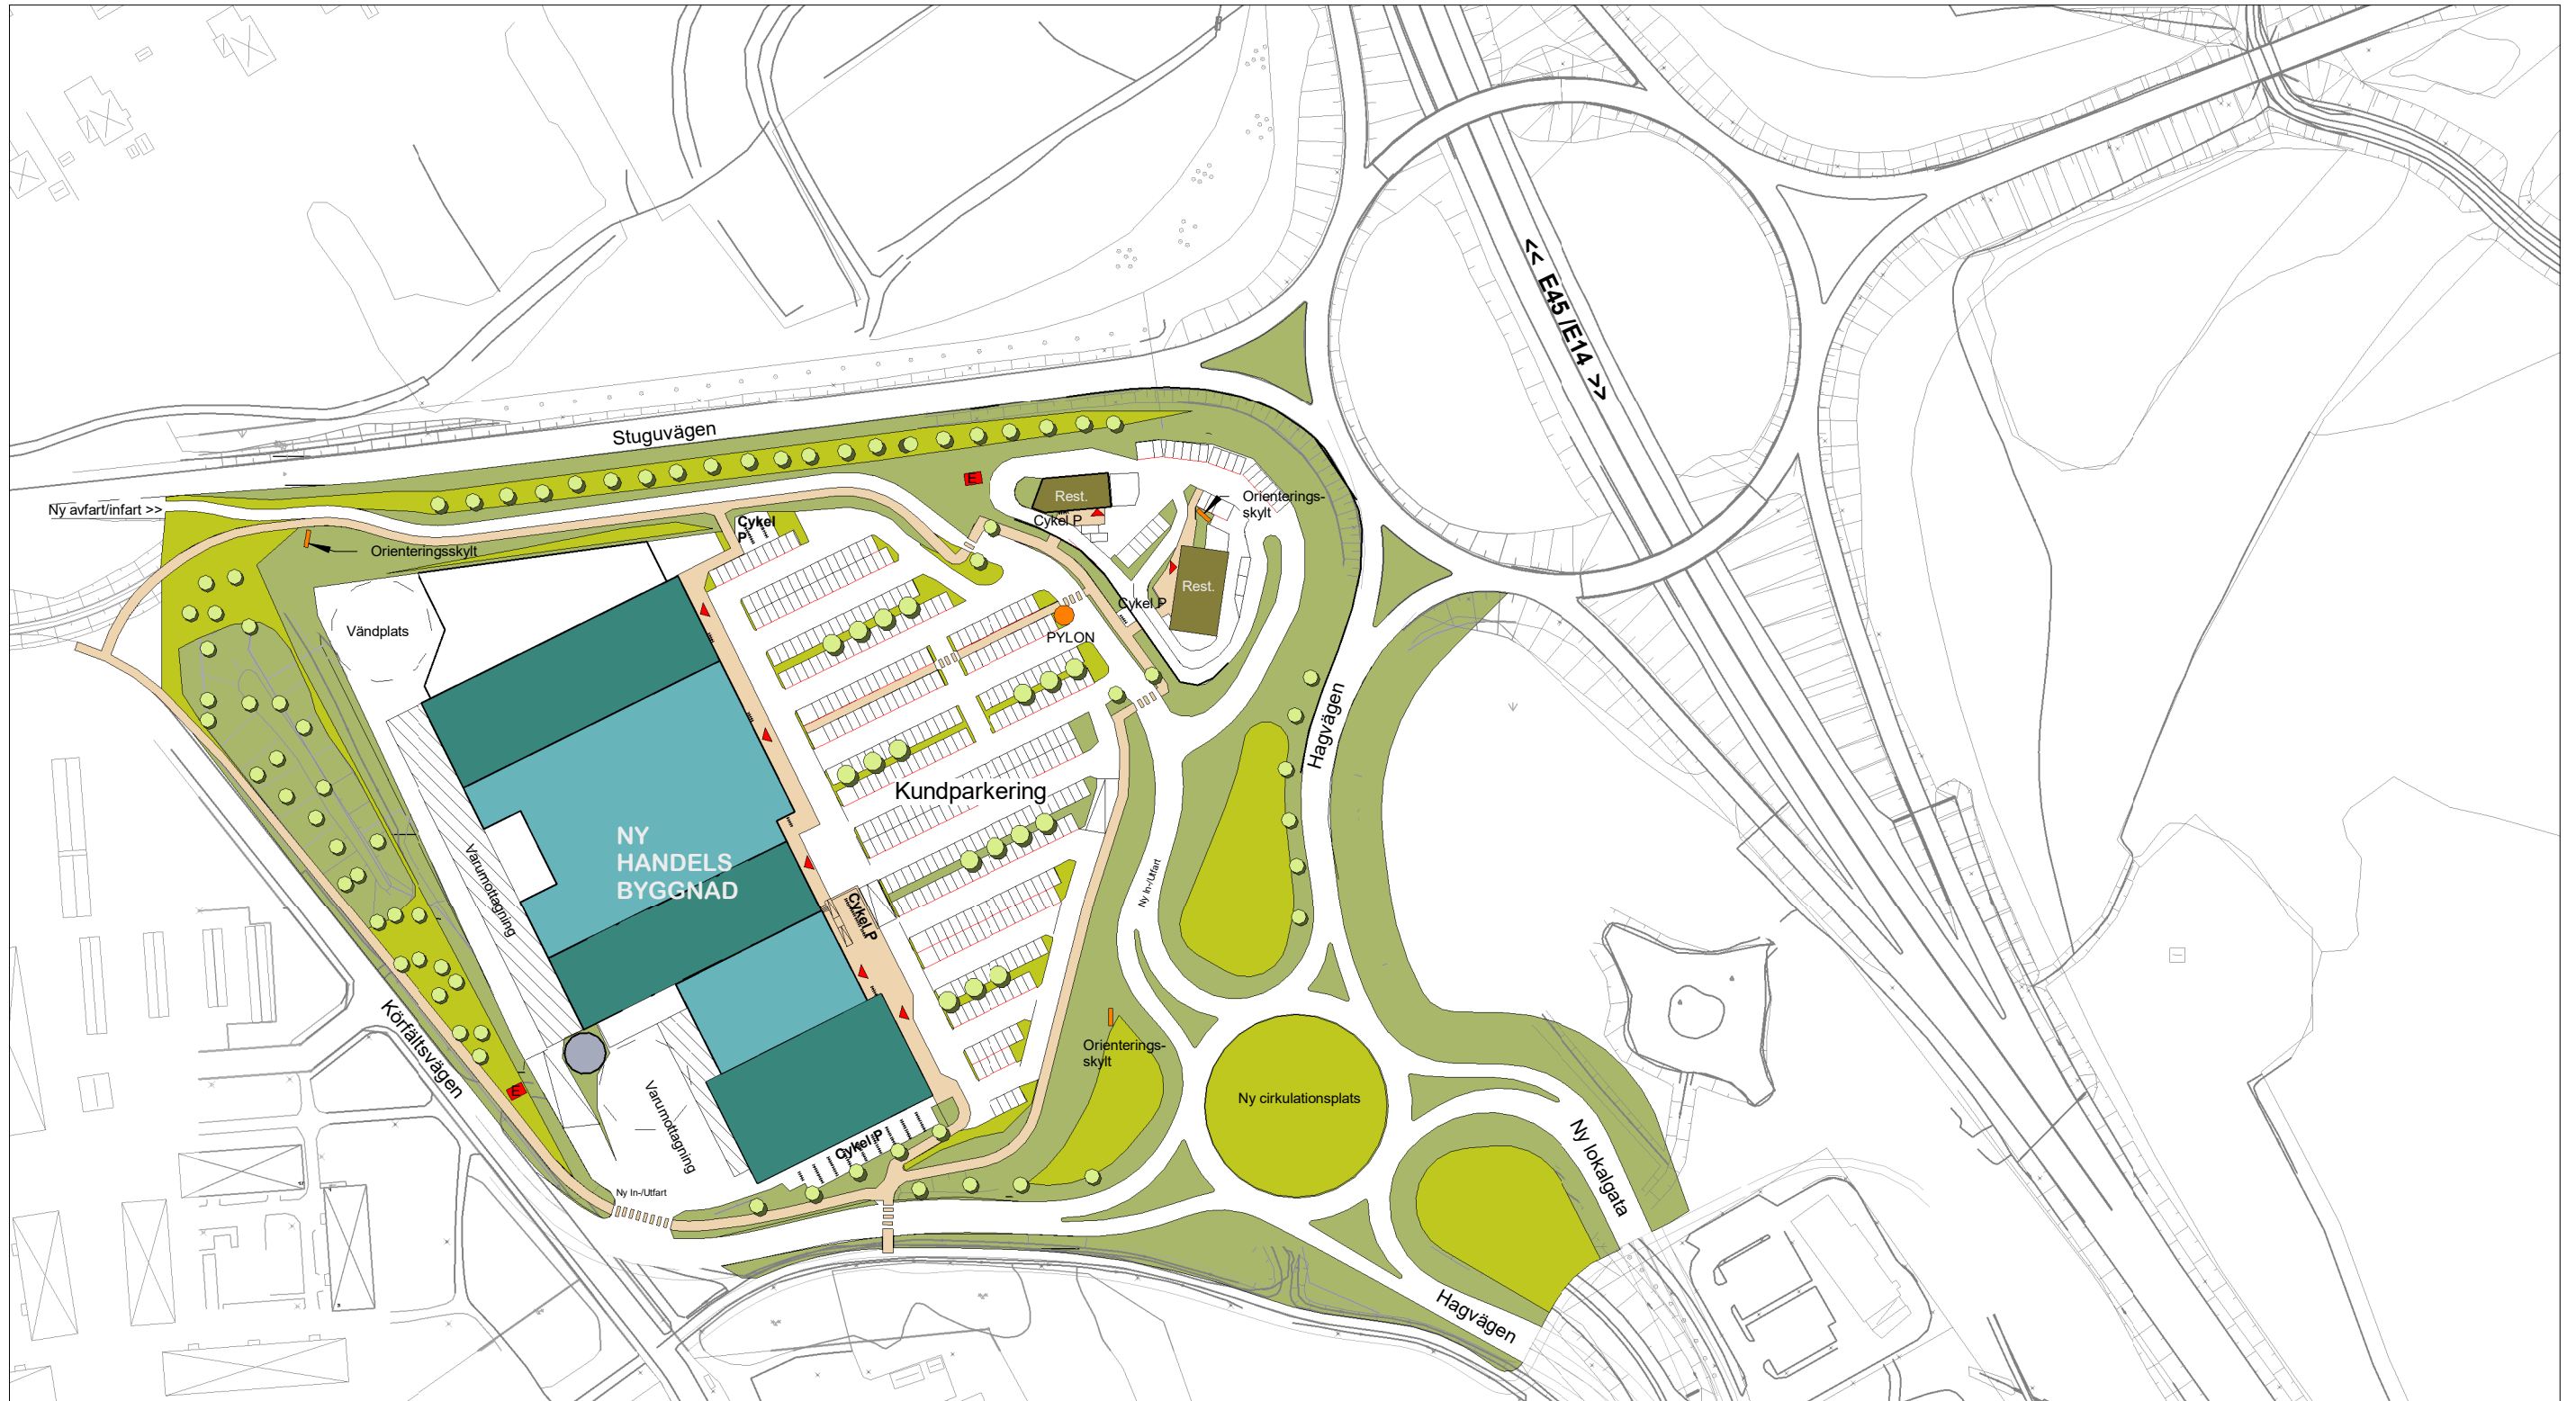 << E45 /E14 >>
Stuguvägen
Ny avfart/infart >>
Orienteringsskylt
Cykel
P
E
Rest.
Cykel P
Orienterings-
skylt
Rest.
Cykel P
PYLON
Vändplats
Hagvägen
Kundparkering
NY
HANDELS
BYGGNAD
Varumottagning
Cykel P
Ny In-/Utfart
Körfältsvägen
E
Orienterings-
skylt
Ny cirkulationsplats
Varumottagning
Cykel P
Ny lokalgata
Ny In-/Utfart
Hagvägen